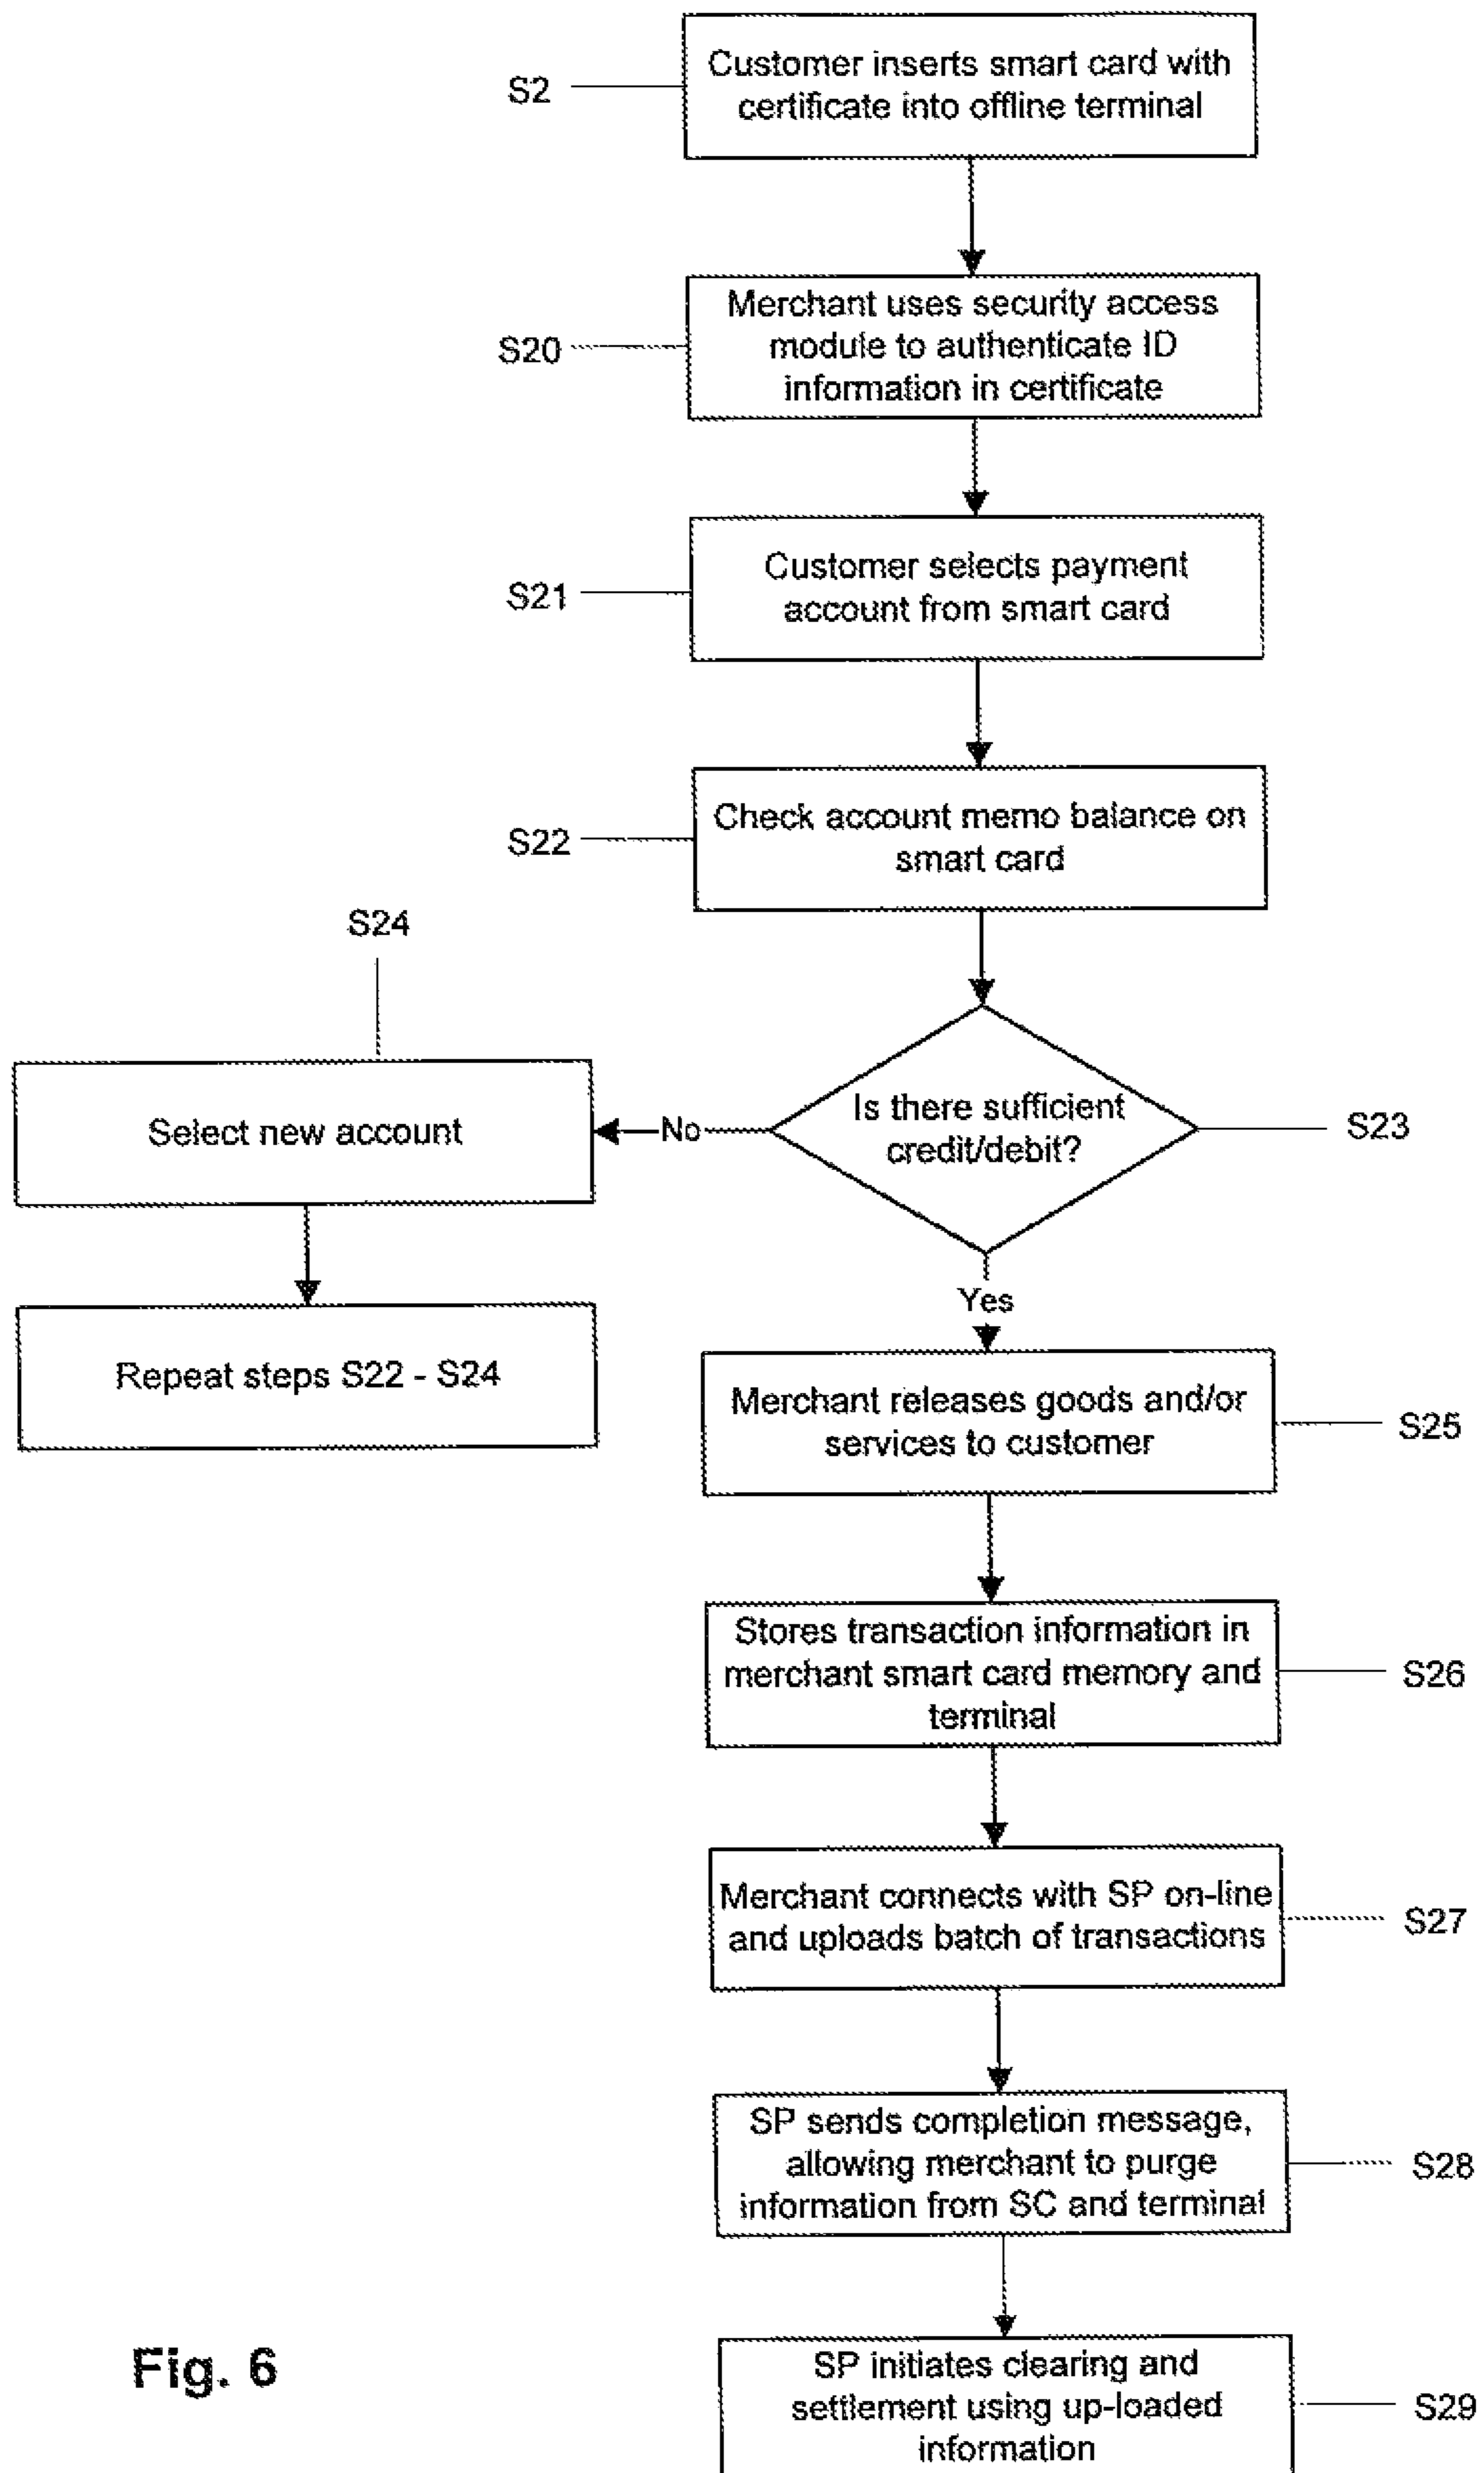 S2
Customer inserts smart card with
certificate into offline terminal
S20
Merchant uses security access
module to authenticate ID
information in certificate
S21
Customer selects payment
account from smart card
S22
Check account memo balance on
smart card
S24
Select new account
No
Is there sufficient
credit/debit?
S23
Repeat steps S22 - S24
Yes
Merchant releases goods and/or
services to customer
S25
Stores transaction information in
merchant smart card memory and
terminal
S26
Merchant connects with SP on-line
and uploads batch of transactions
S27
SP sends completion message,
allowing merchant to purge
information from SC and terminal
S28
SP initiates clearing and
settlement using up-loaded
information
S29
Fig. 6